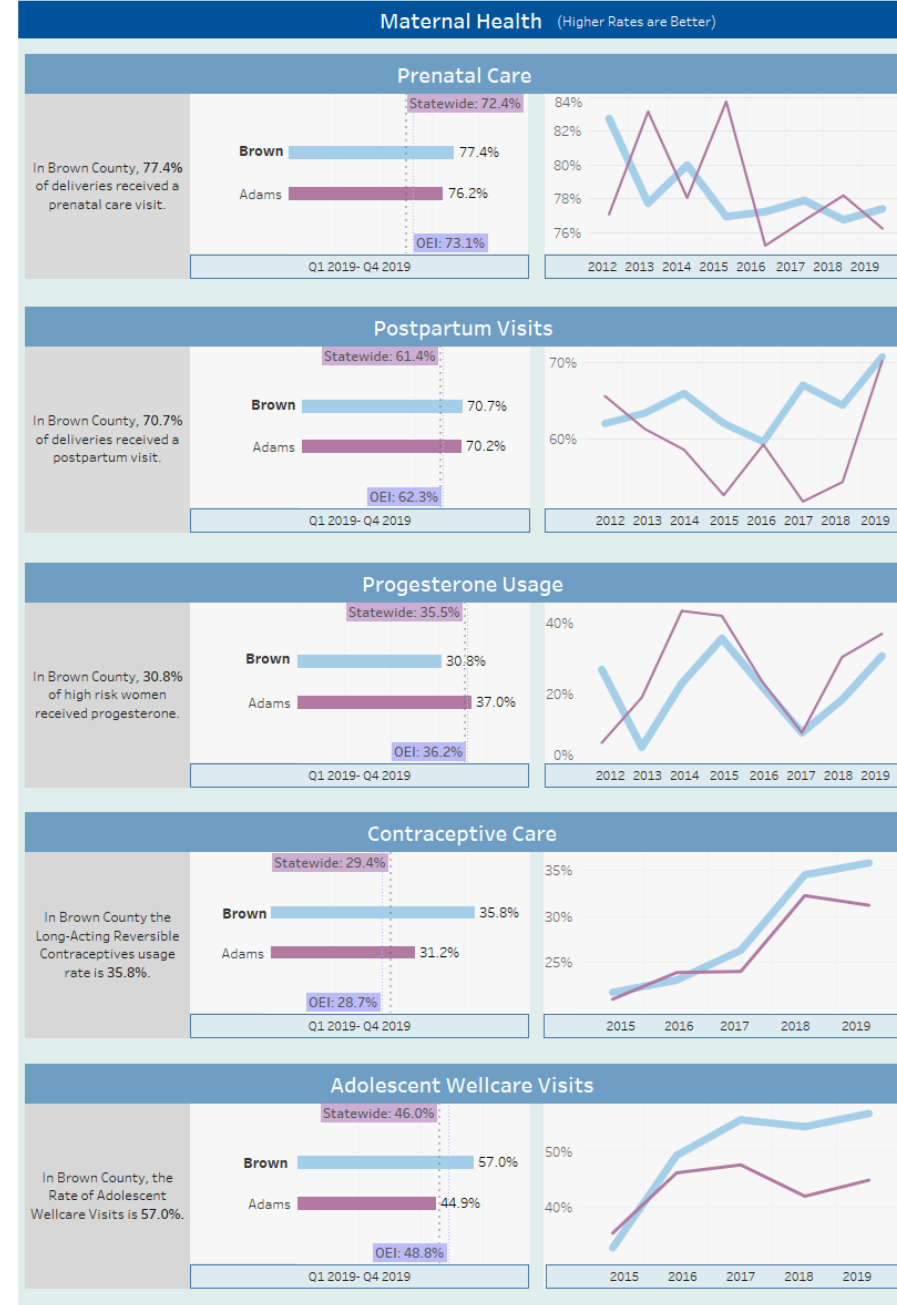 Maternal Health (Higher Rates are Better)
Prenatal Care
In Brown County, 77.4%
of deliveries received a
prenatal care visit.
Statewide: 72.4%
Brown 77.4%
Adams 76.2%
OEI: 73.1%
Q1 2019- Q4 2019
84%
82%
80%
78%
76%
2012 2013 2014 2015 2016 2017 2018 2019
Postpartum Visits
In Brown County, 70.7%
of deliveries received a
postpartum visit.
Statewide: 61.4%
Brown 70.7%
Adams 70.2%
OEI: 62.3%
Q1 2019- Q4 2019
70%
60%
2012 2013 2014 2015 2016 2017 2018 2019
Progesterone Usage
In Brown County, 30.8%
of high risk women
received progesterone.
Statewide: 35.5%
Brown 30.8%
Adams 37.0%
OEI: 36.2%
Q1 2019- Q4 2019
40%
20%
0%
2012 2013 2014 2015 2016 2017 2018 2019
Contraceptive Care
In Brown County the
Long-Acting Reversible
Contraceptives usage
rate is 35.8%.
Statewide: 29.4%
Brown 35.8%
Adams 31.2%
OEI: 28.7%
Q1 2019- Q4 2019
35%
30%
25%
2015 2016 2017 2018 2019
Adolescent Wellcare Visits
In Brown County, the
Rate of Adolescent
Wellcare Visits is 57.0%.
Statewide: 46.0%
Brown 57.0%
Adams 44.9%
OEI: 48.8%
Q1 2019- Q4 2019
50%
40%
2015 2016 2017 2018 2019